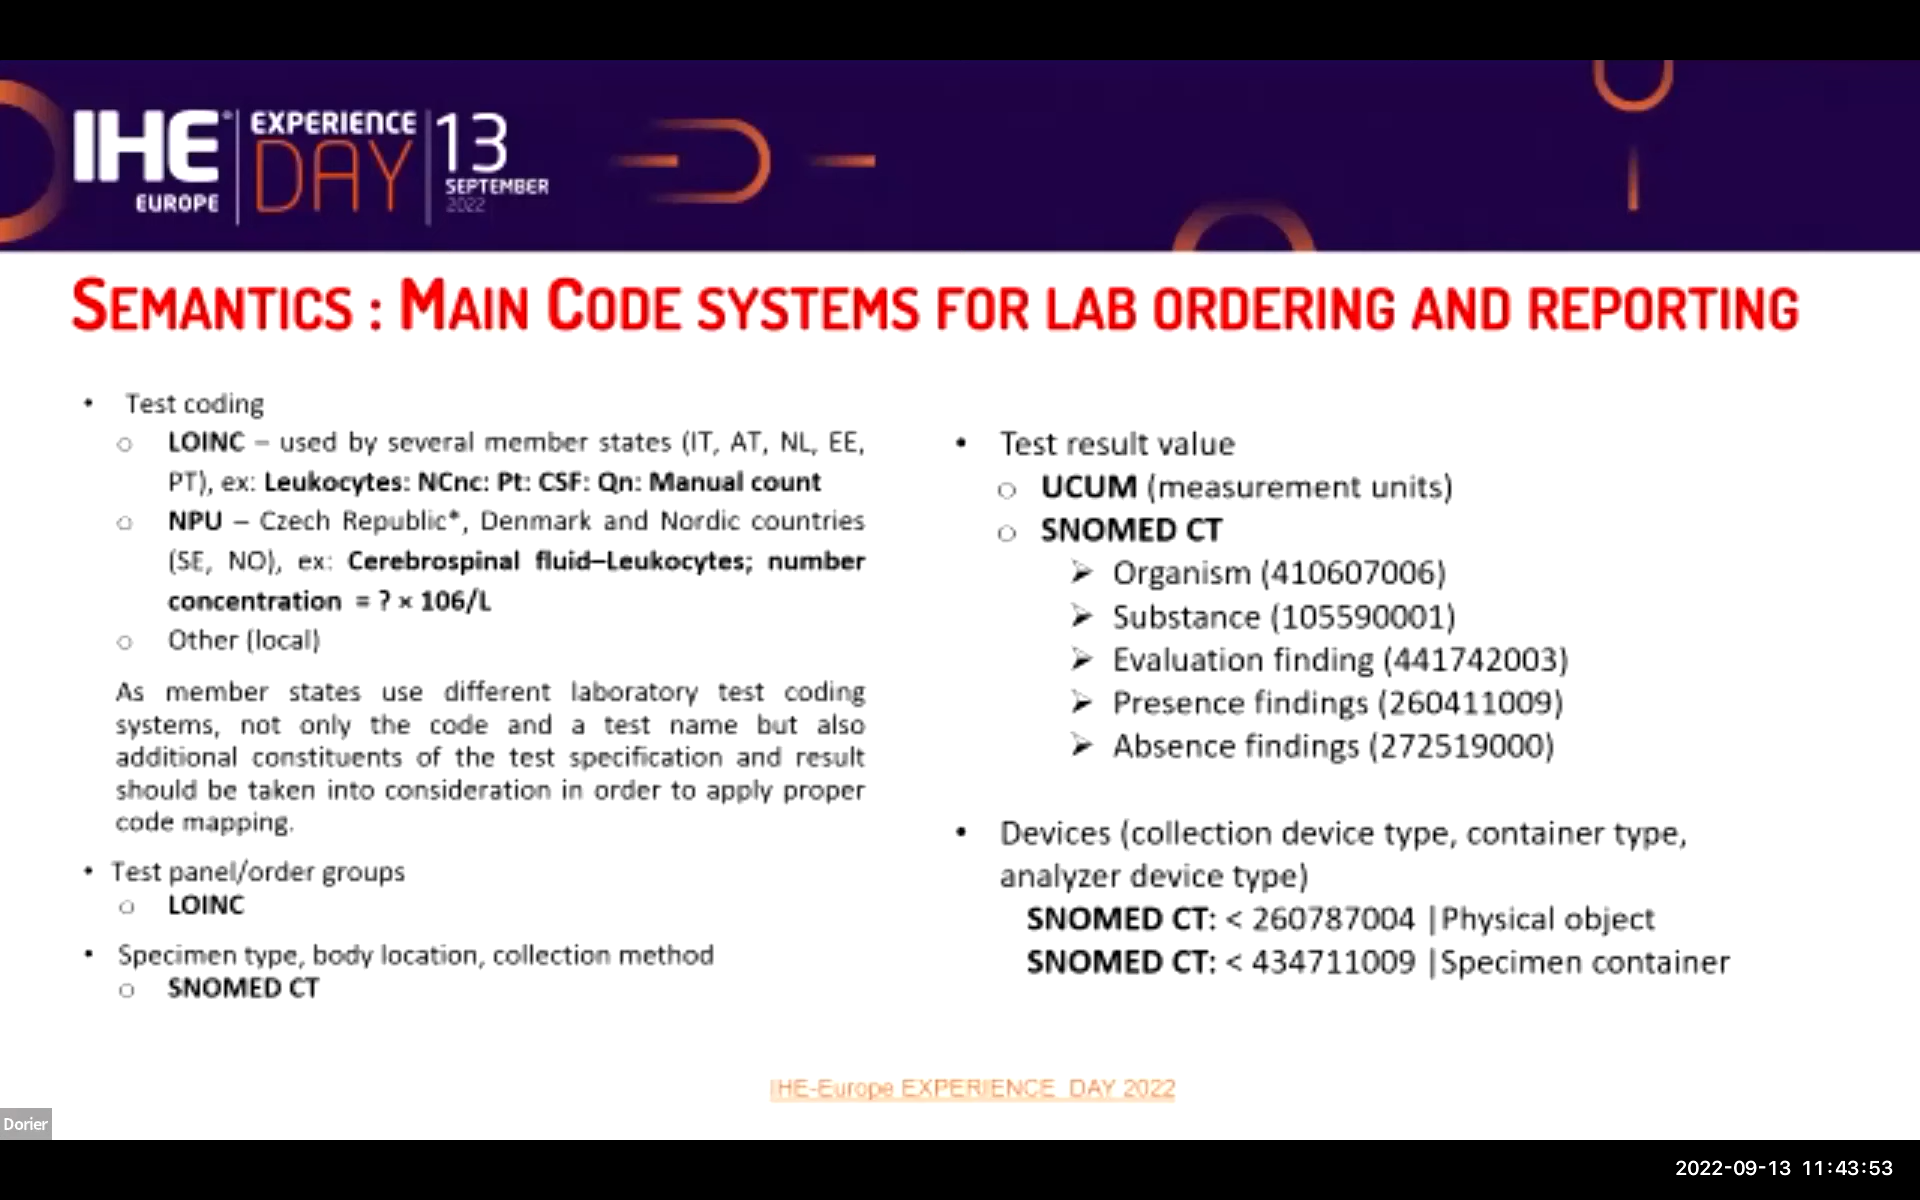 IHE® EXPERIENCE 13
EUROPE DAY SEPTEMBER
2022
SEMANTICS : MAIN CODE SYSTEMS FOR LAB ORDERING AND REPORTING
• Test coding
○ LOINC – used by several member states (IT, AT, NL, EE,
PT), ex: Leukocytes: NCnc: Pt: CSF: Qn: Manual count
○ NPU – Czech Republic*, Denmark and Nordic countries
(SE, NO), ex: Cerebrospinal fluid–Leukocytes; number
concentration = ? × 106/L
○ Other (local)
As member states use different laboratory test coding
systems, not only the code and a test name but also
additional constituents of the test specification and result
should be taken into consideration in order to apply proper
code mapping.
• Test panel/order groups
○ LOINC
• Specimen type, body location, collection method
○ SNOMED CT
• Test result value
○ UCUM (measurement units)
○ SNOMED CT
➢ Organism (410607006)
➢ Substance (105590001)
➢ Evaluation finding (441742003)
➢ Presence findings (260411009)
➢ Absence findings (272519000)
• Devices (collection device type, container type,
analyzer device type)
SNOMED CT: < 260787004 |Physical object
SNOMED CT: < 434711009 |Specimen container
IHE-Europe EXPERIENCE DAY 2022
Dorier
2022-09-13 11:43:53